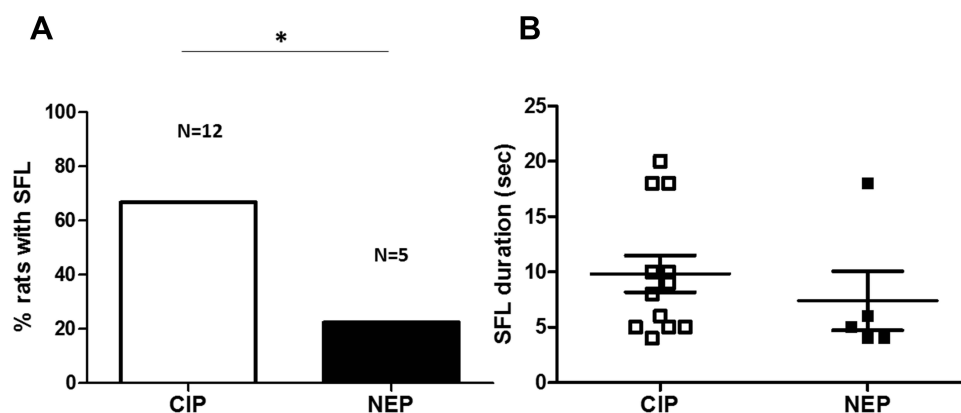 A
*
% rats with SFL
100
80
60
40
20
0
N=12
N=5
CIP
NEP
B
SFL duration (sec)
25
20
15
10
5
0
CIP
NEP